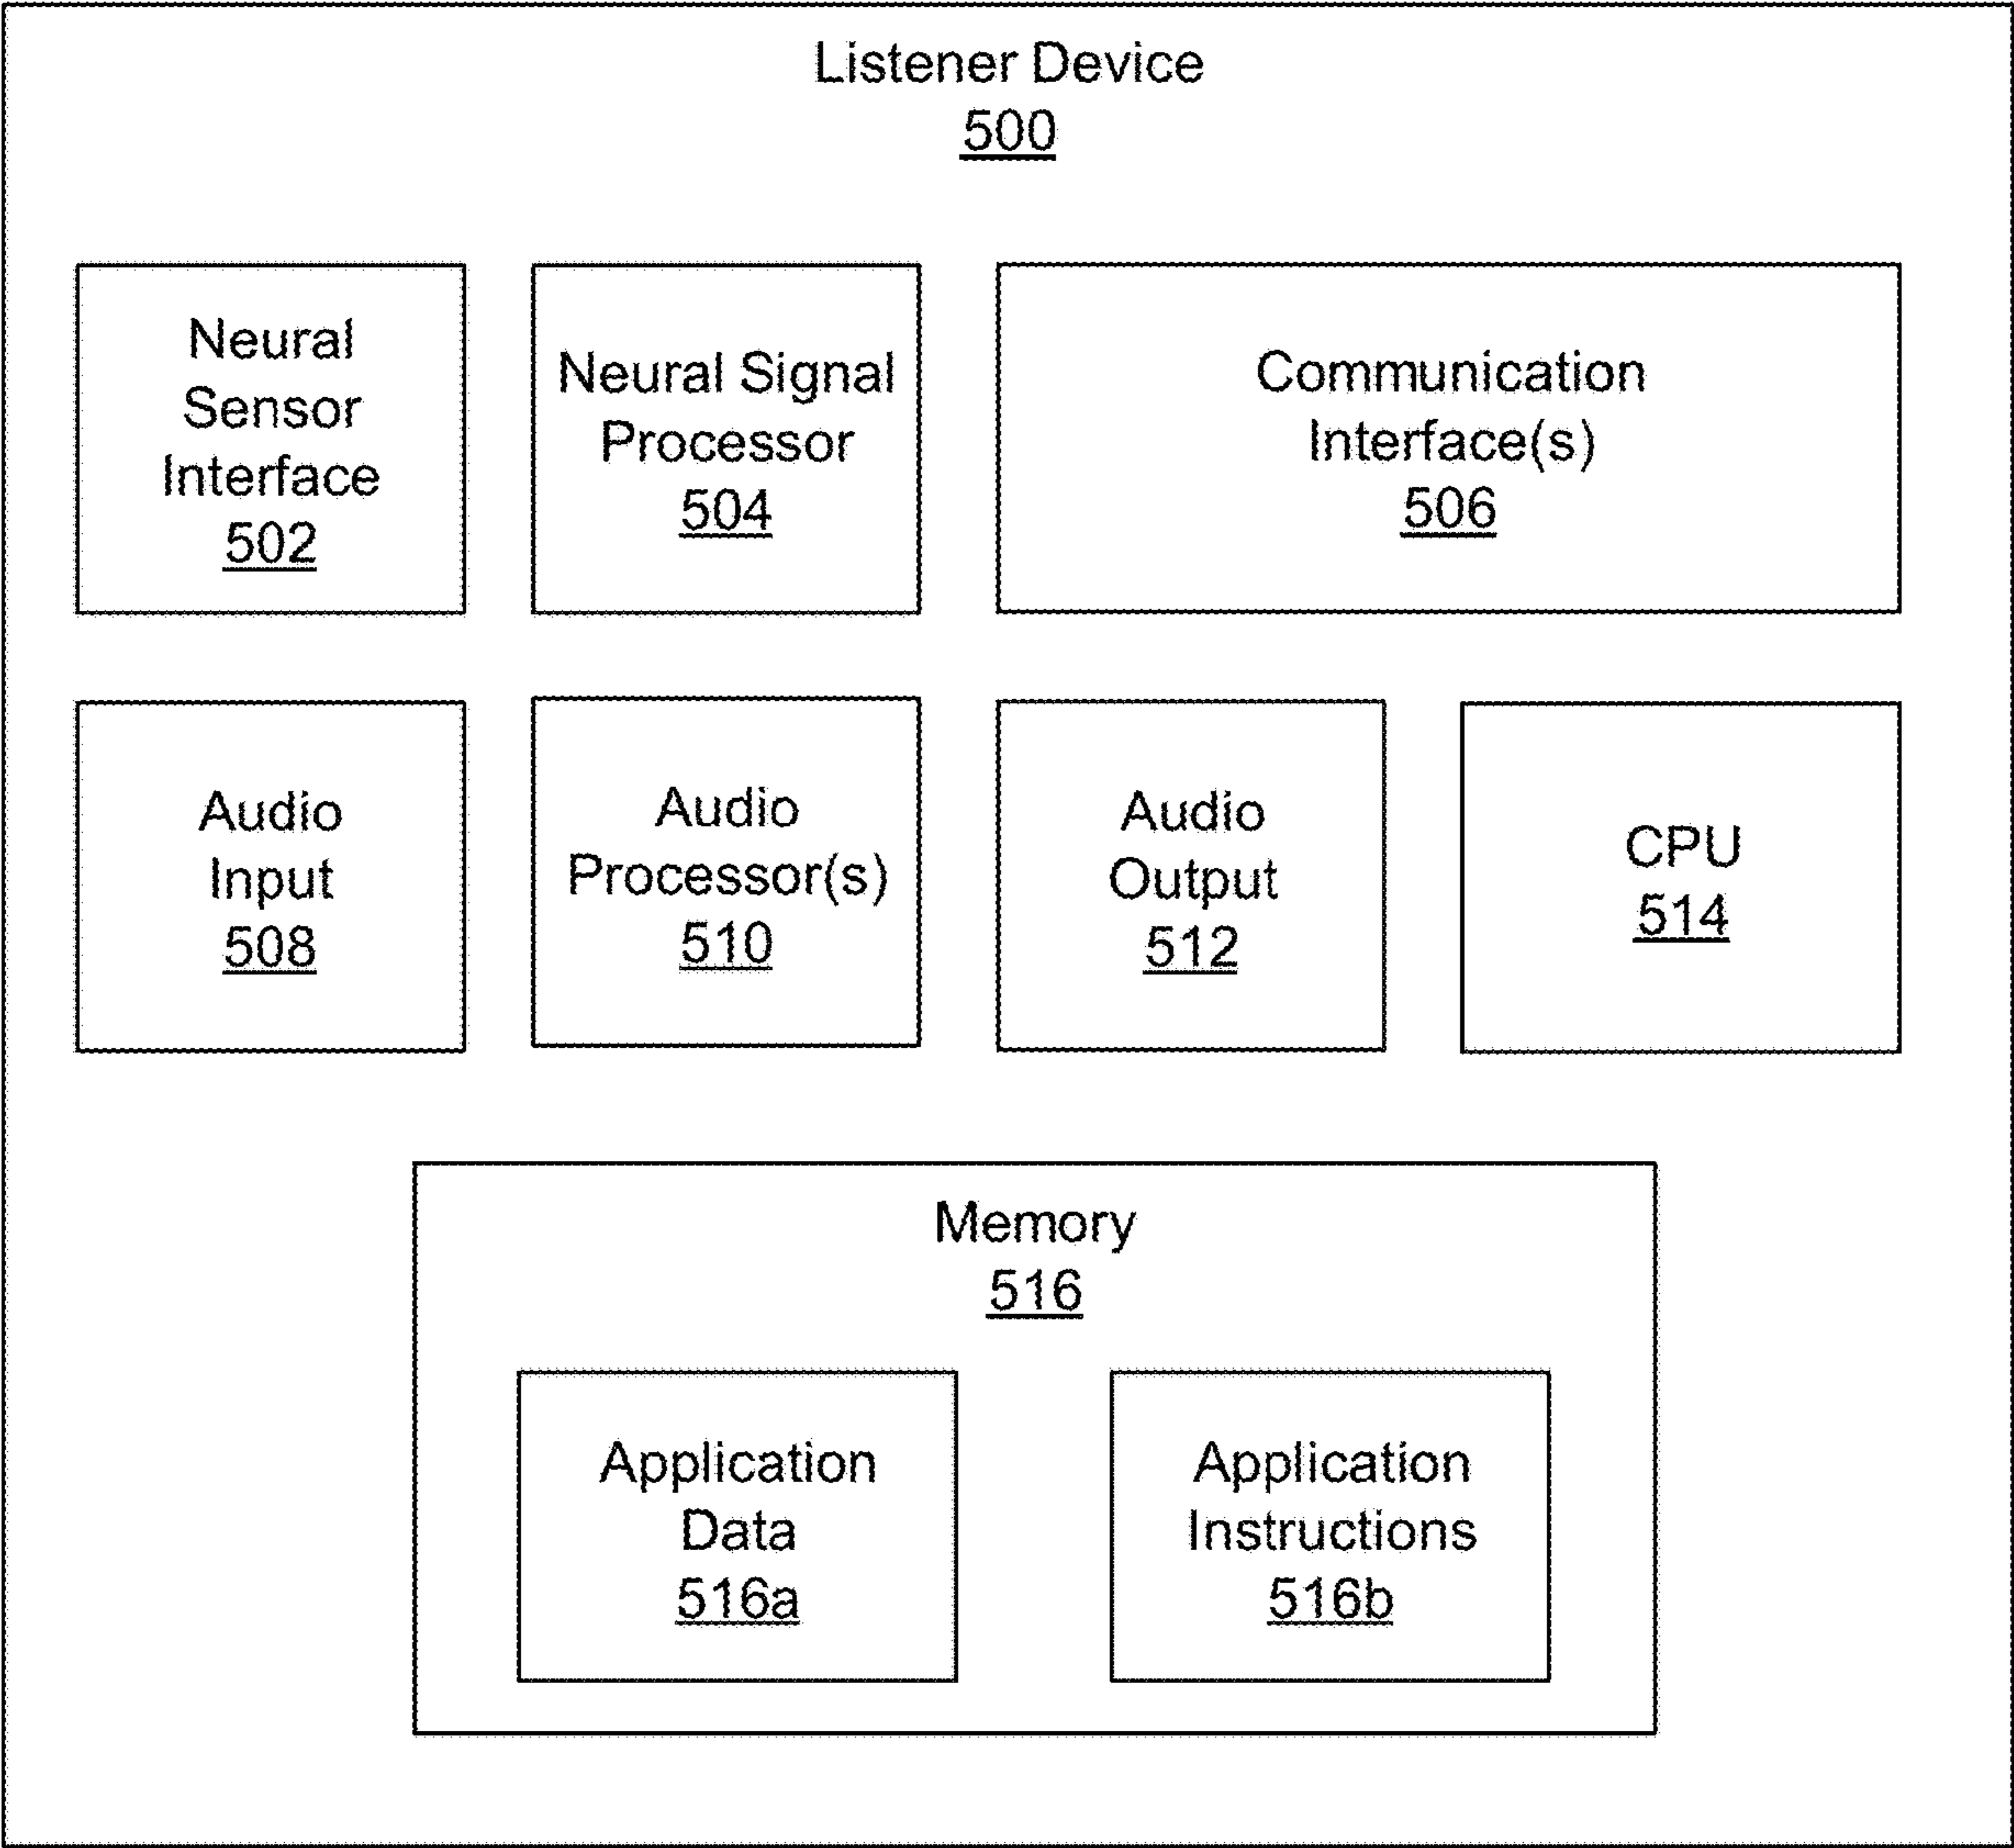 Listener Device
500
Neural
Sensor
Interface
502
Neural Signal
Processor
504
Communication
Interface(s)
506
Audio
Input
508
Audio
Processor(s)
510
Audio
Output
512
CPU
514
Memory
516
Application
Data
516a
Application
Instructions
516b